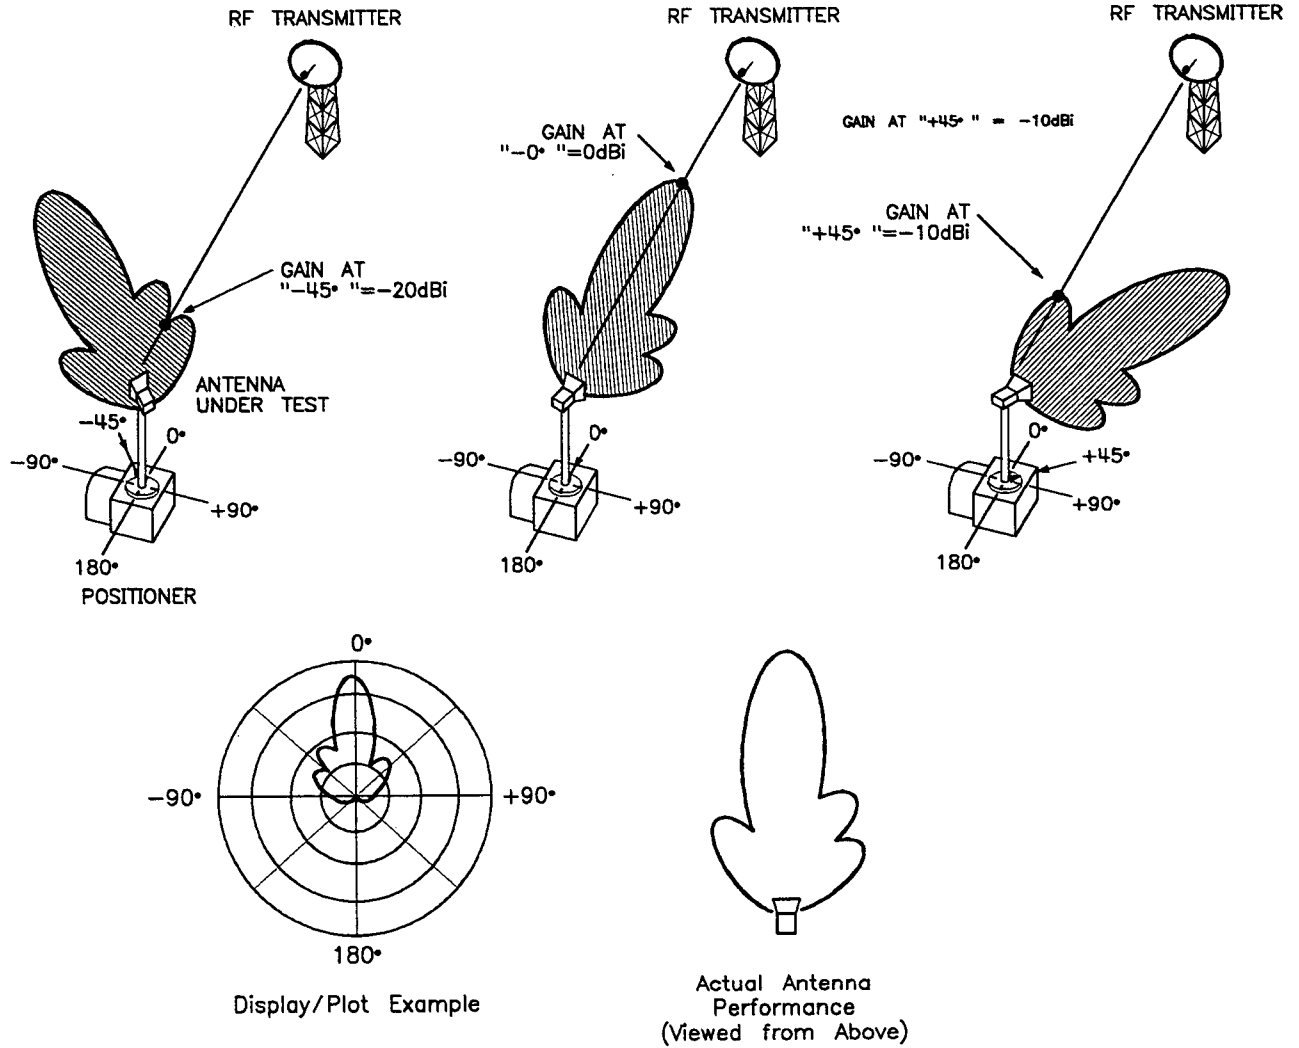 RF TRANSMITTER
RF TRANSMITTER
RF TRANSMITTER
GAIN AT "+45° " = -10dBi
GAIN AT
"-0° "=0dBi
GAIN AT
"+45° "=-10dBi
GAIN AT
"-45° "=-20dBi
ANTENNA
UNDER TEST
-45°
0°
-90°
+90°
180°
POSITIONER
0°
-90°
+90°
180°
0°
+45°
-90°
+90°
180°
0°
-90°
+90°
180°
Display/Plot Example
Actual Antenna
Performance
(Viewed from Above)